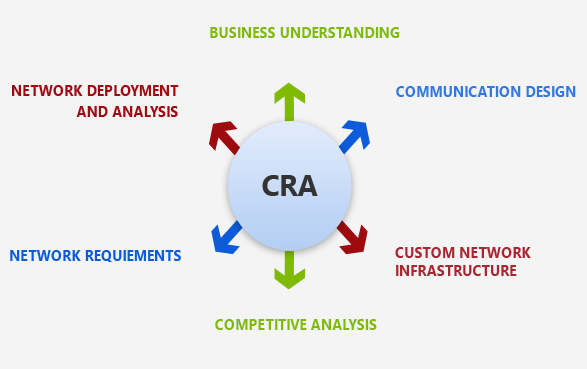 BUSINESS UNDERSTANDING
NETWORK DEPLOYMENT
AND ANALYSIS
COMMUNICATION DESIGN
CRA
NETWORK REQUIEMENTS
CUSTOM NETWORK
INFRASTRUCTURE
COMPETITIVE ANALYSIS